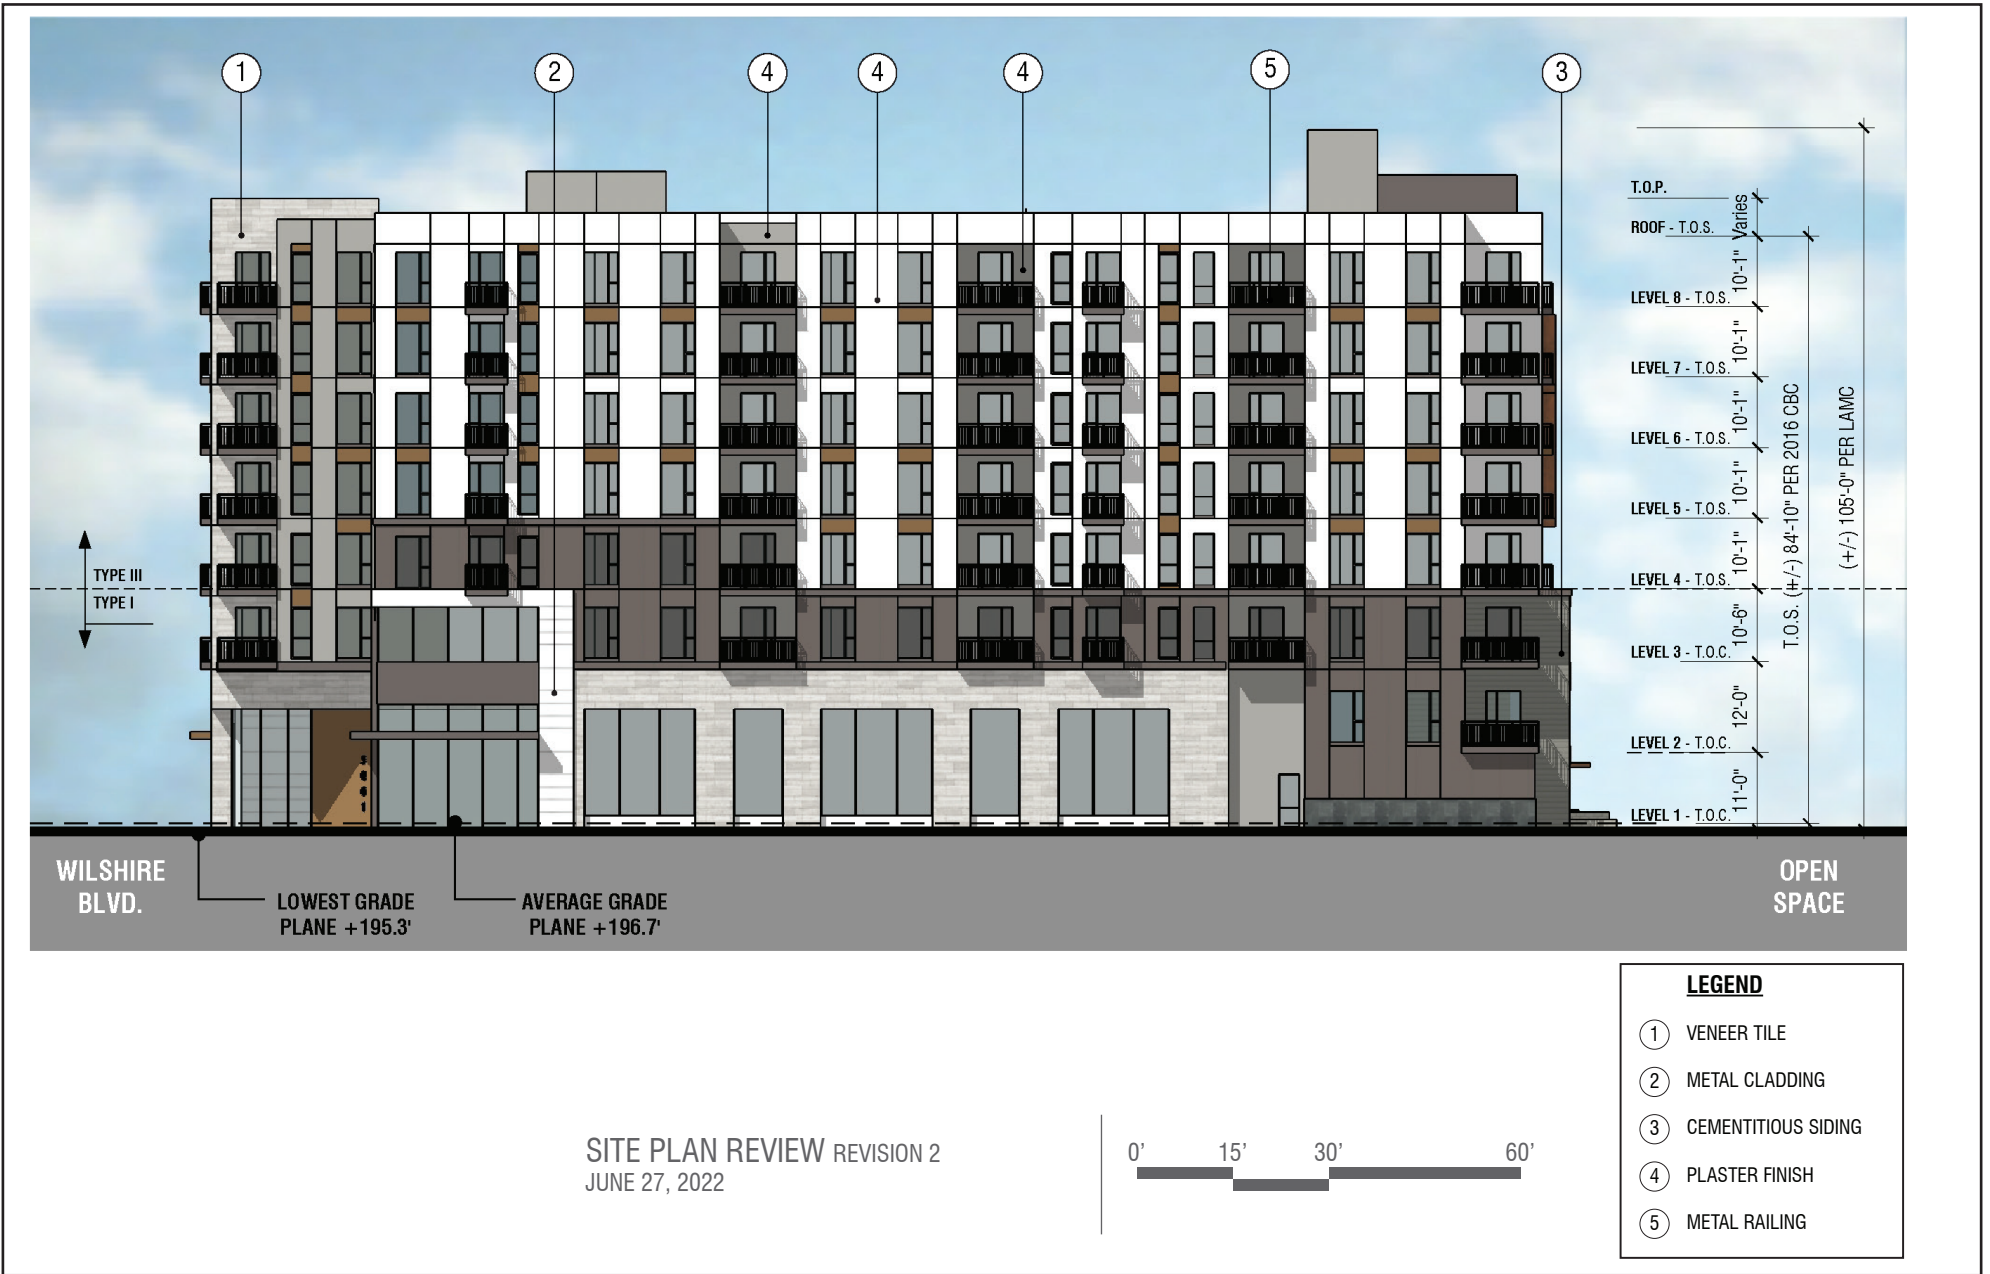 1
2
4
4
4
5
3
T.O.P.
Varies
ROOF - T.O.S.
10'-1"
LEVEL 8 - T.O.S.
10'-1"
LEVEL 7 - T.O.S.
10'-1"
LEVEL 6 - T.O.S.
10'-1"
LEVEL 5 - T.O.S.
10'-1"
LEVEL 4 - T.O.S.
10'-6"
LEVEL 3 - T.O.C.
12'-0"
LEVEL 2 - T.O.C.
11'-0"
LEVEL 1 - T.O.C.
T.O.S. (+/-) 84'-10" PER 2016 CBC
(+/-) 105'-0" PER LAMC
TYPE III
TYPE I
WILSHIRE
BLVD.
LOWEST GRADE
PLANE +195.3'
AVERAGE GRADE
PLANE +196.7'
OPEN
SPACE
LEGEND
1 VENEER TILE
2 METAL CLADDING
3 CEMENTITIOUS SIDING
4 PLASTER FINISH
5 METAL RAILING
SITE PLAN REVIEW REVISION 2
JUNE 27, 2022
0' 15' 30' 60'